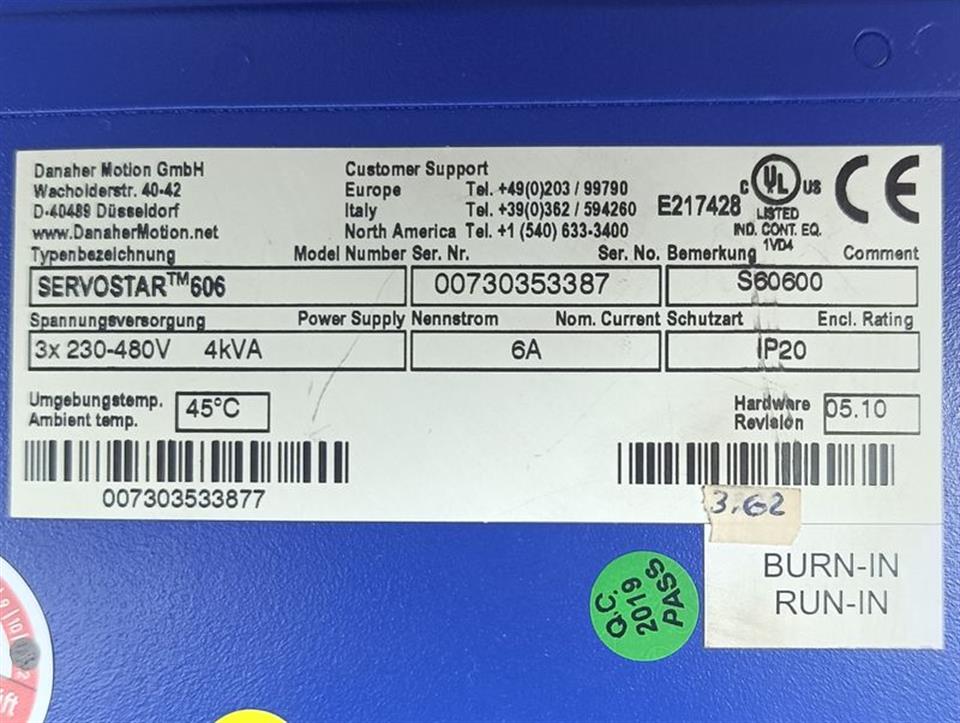 Danaher Motion GmbH
Wacholderstr. 40-42
D-40489 Düsseldorf
www.DanaherMotion.net
Customer Support
Europe Tel. +49(0)203 / 99790
Italy Tel. +39(0)362 / 594260
North America Tel. +1 (540) 633-3400
E217428
C UL US
LISTED
IND. CONT. EQ.
1VD4
CE
Typenbezeichnung Model Number Ser. Nr. Ser. No. Bemerkung Comment
SERVOSTAR™606 00730353387 S60600
Spannungsversorgung Power Supply Nennstrom Nom. Current Schutzart Encl. Rating
3x 230-480V 4kVA 6A IP20
Umgebungstemp.
Ambient temp.
45°C
Hardware
Revision
05.10
007303533877
3.62
BURN-IN
RUN-IN
Q.C.
2019
PASS